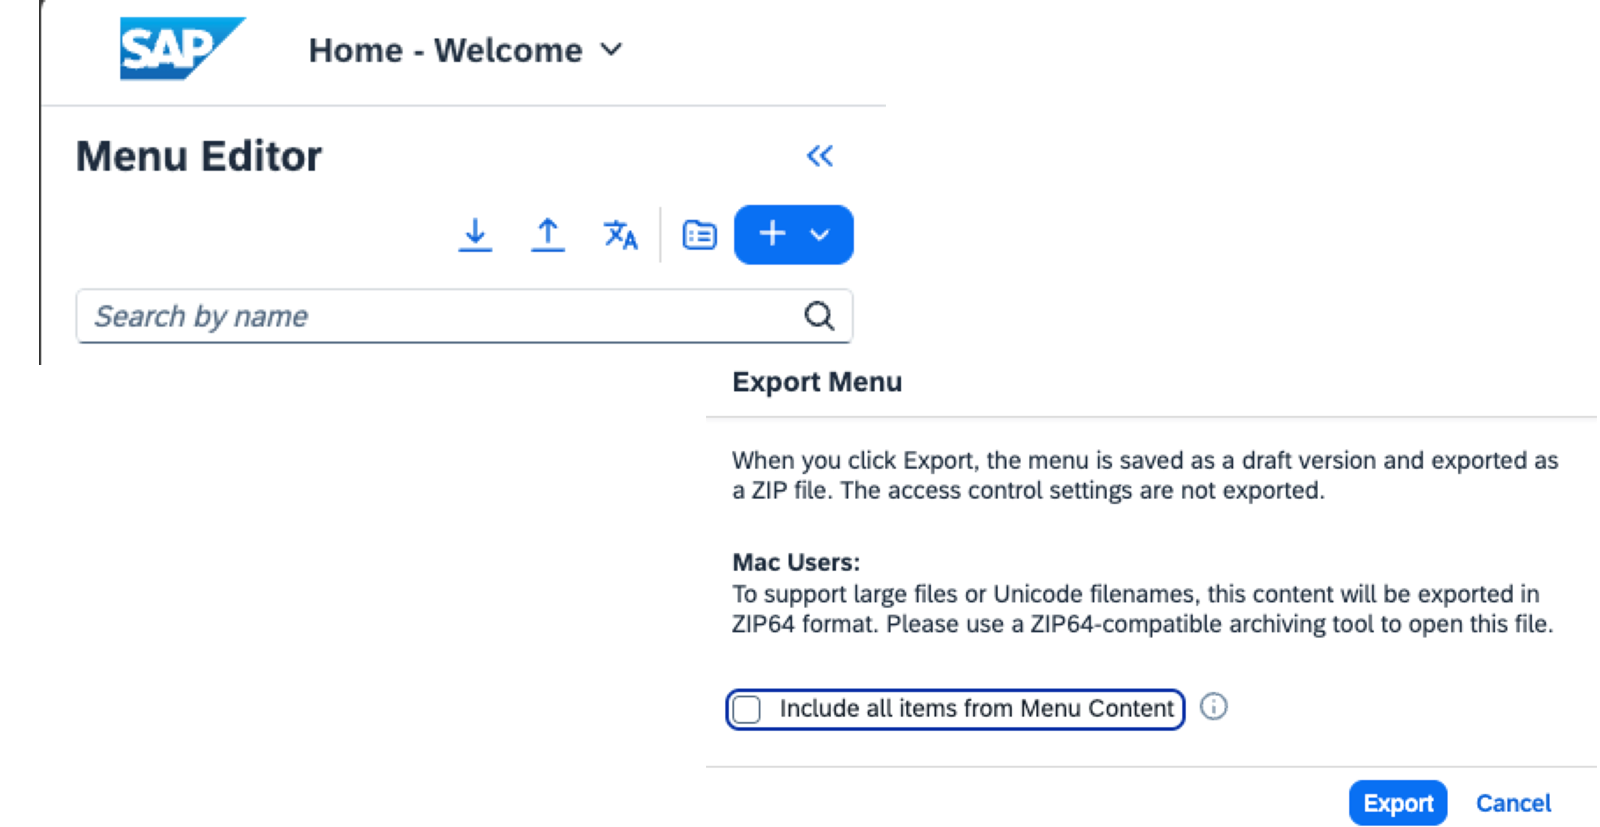 SAP
Home - Welcome
Menu Editor
Search by name
Export Menu
When you click Export, the menu is saved as a draft version and exported as
a ZIP file. The access control settings are not exported.
Mac Users:
To support large files or Unicode filenames, this content will be exported in
ZIP64 format. Please use a ZIP64-compatible archiving tool to open this file.
Include all items from Menu Content
Export Cancel